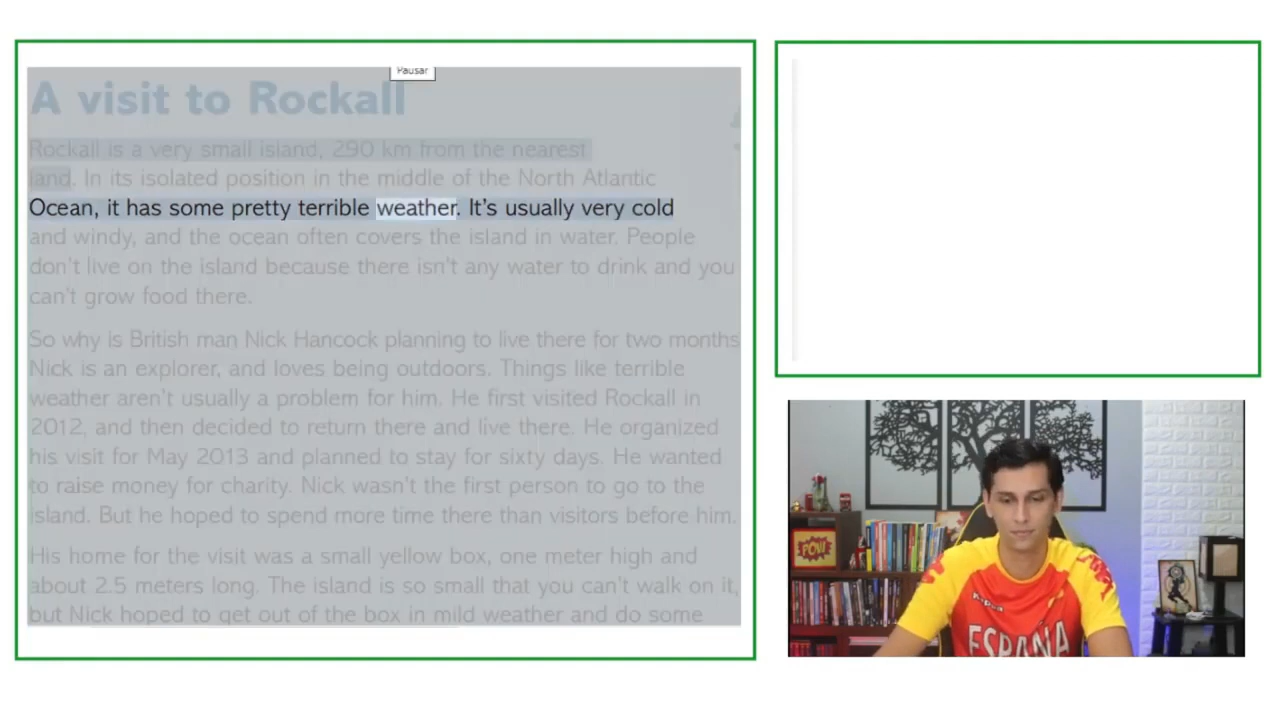 Pausar
A visit to Rockall
Rockall is a very small island, 290 km from the nearest
land. In its isolated position in the middle of the North Atlantic
Ocean, it has some pretty terrible weather. It's usually very cold
and windy, and the ocean often covers the island in water. People
don't live on the island because there isn't any water to drink and you
can't grow food there.
So why is British man Nick Hancock planning to live there for two months
Nick is an explorer, and loves being outdoors. Things like terrible
weather aren't usually a problem for him. He first visited Rockall in
2012, and then decided to return there and live there. He organized
his visit for May 2013 and planned to stay for sixty days. He wanted
to raise money for charity. Nick wasn't the first person to go to the
island. But he hoped to spend more time there than visitors before him.
His home for the visit was a small yellow box, one meter high and
about 2.5 meters long. The island is so small that you can't walk on it,
but Nick hoped to get out of the box in mild weather and do some
POW
Kappa
ESPAÑA